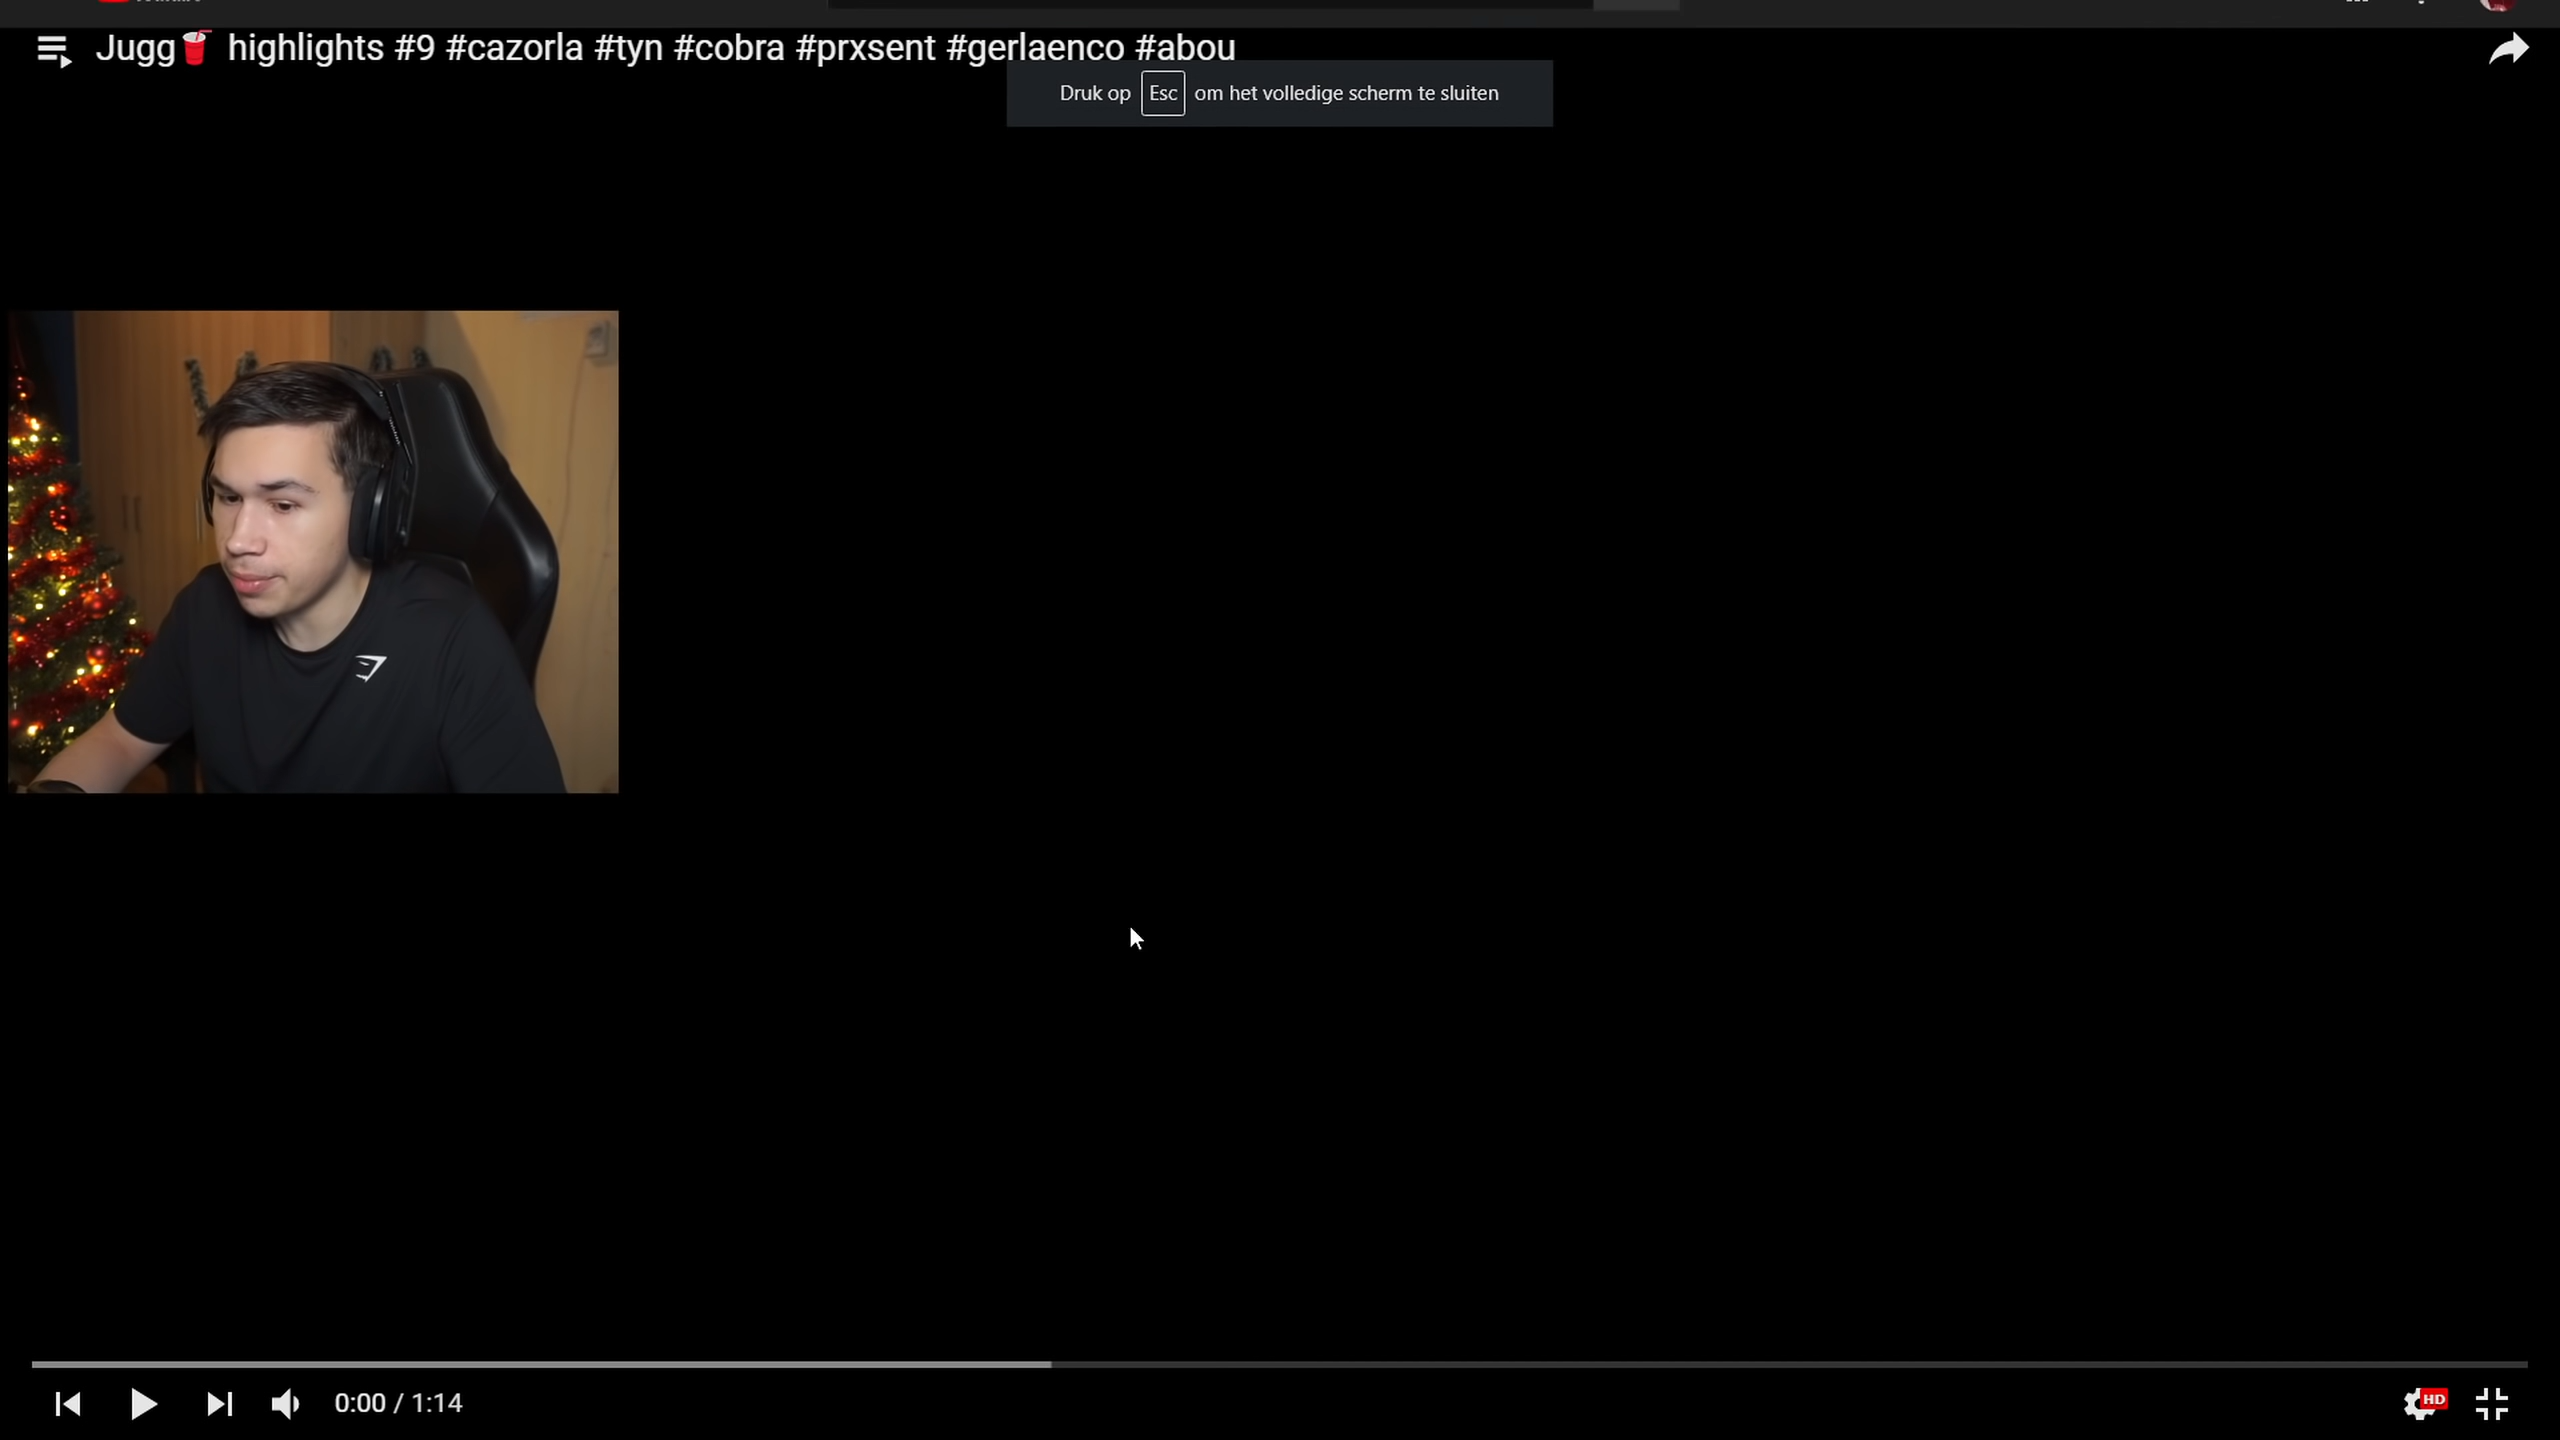 Jugg🥤 highlights #9 #cazorla #tyn #cobra #prxsent #gerlaenco #abou
Druk op Esc om het volledige scherm te sluiten
0:00 / 1:14
HD